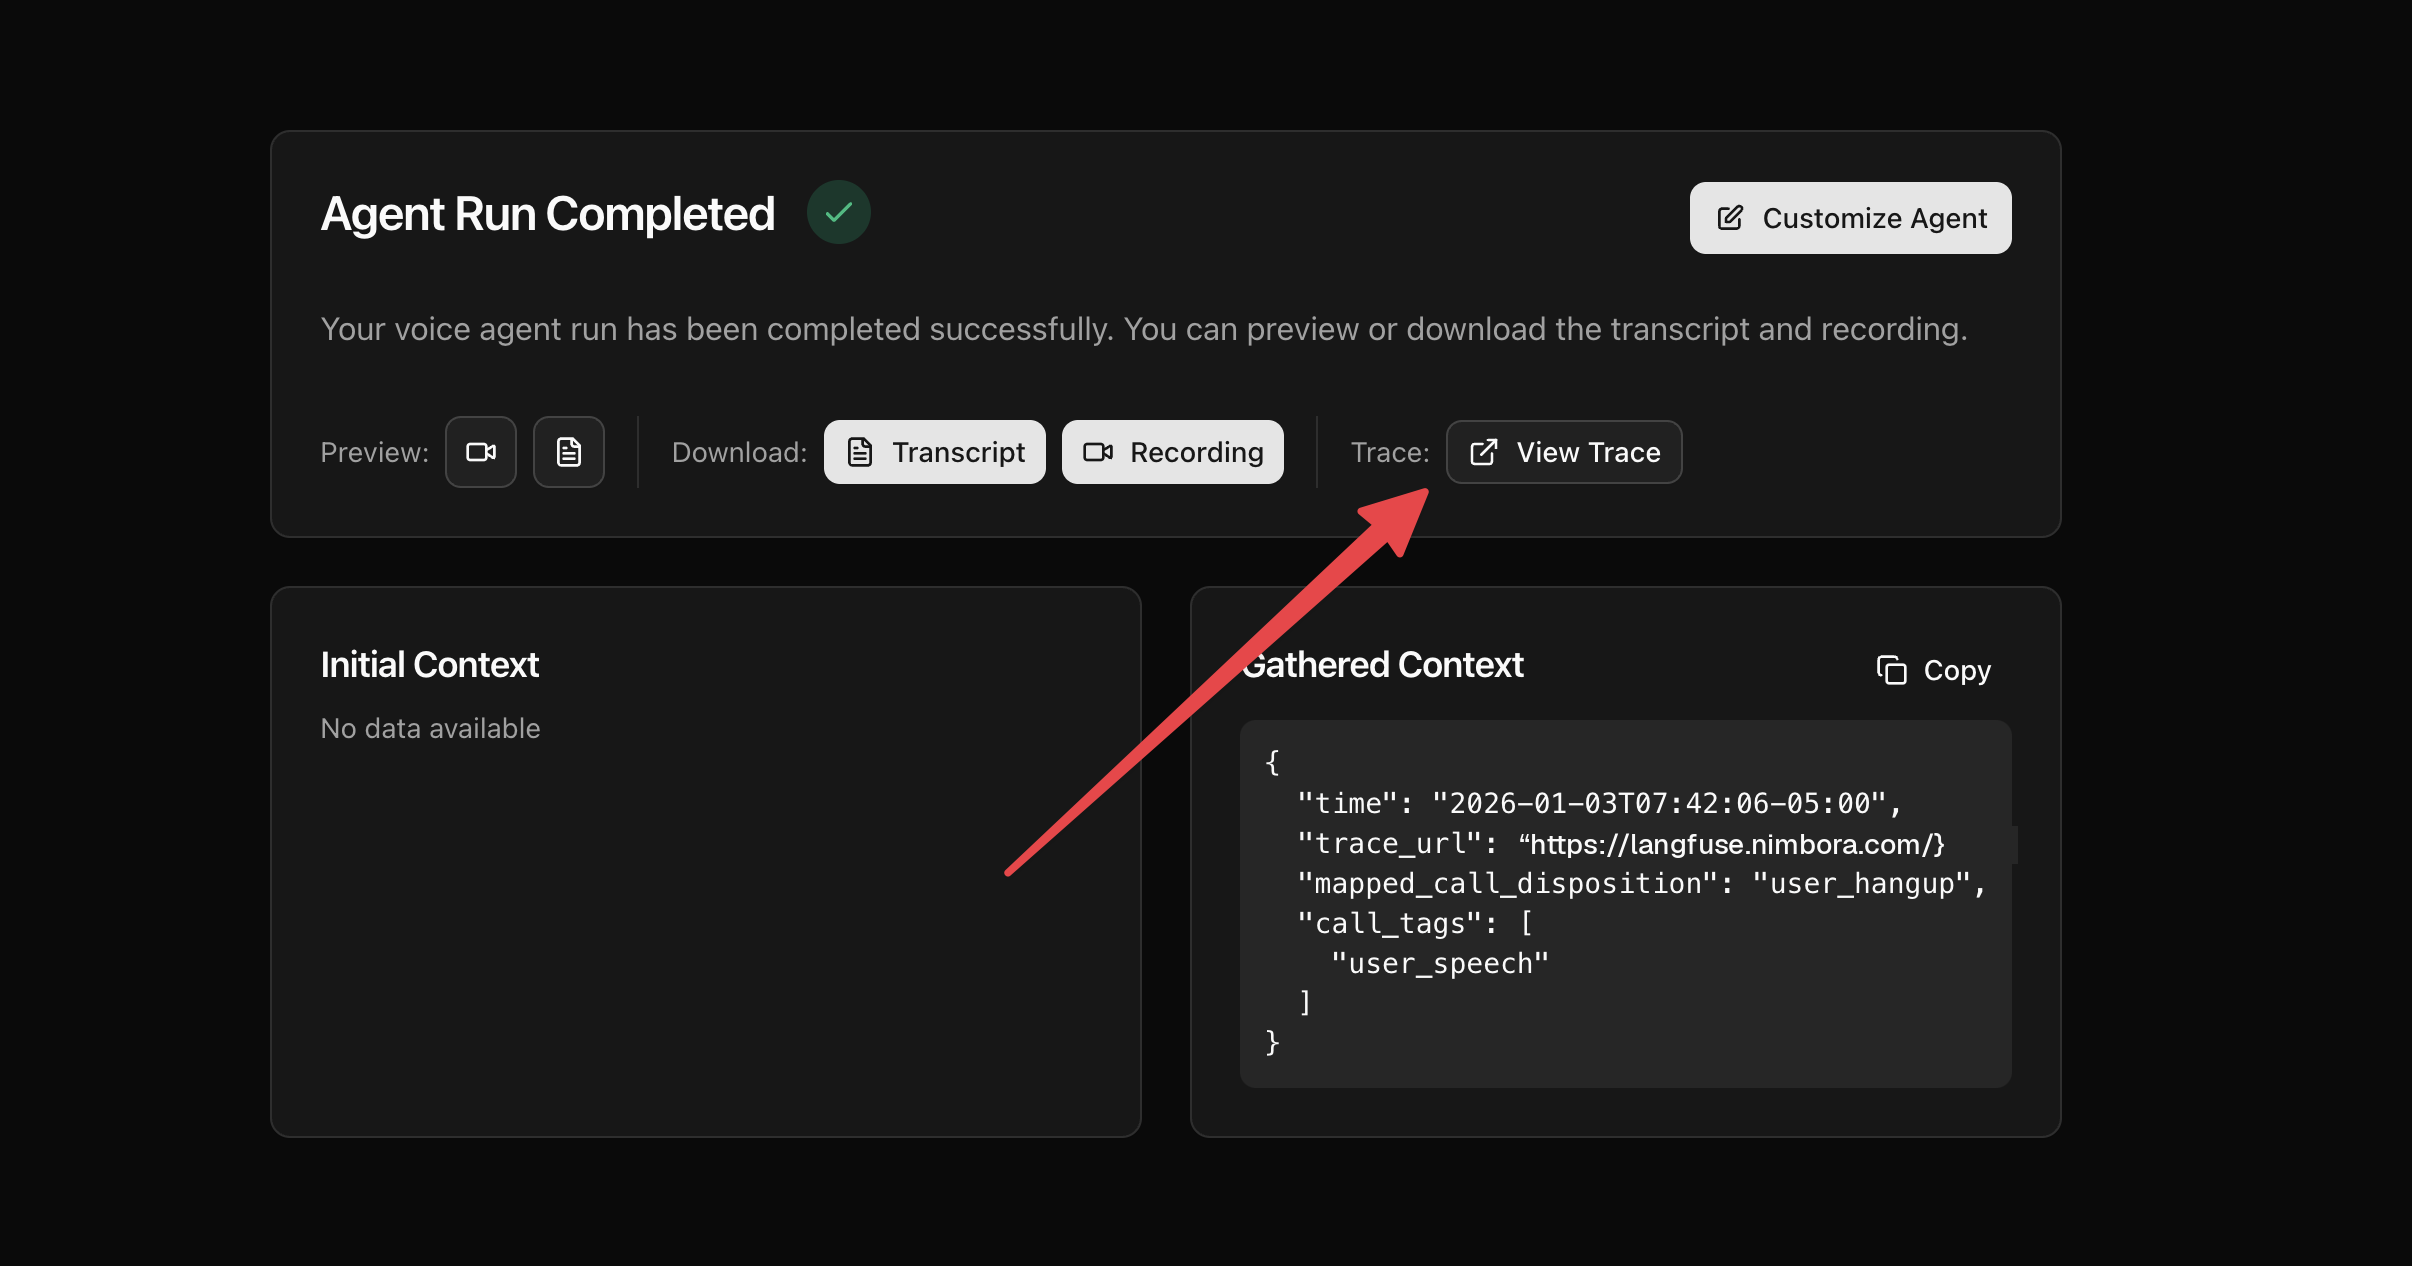 Agent Run Completed
Customize Agent
Your voice agent run has been completed successfully. You can preview or download the transcript and recording.
Preview:
Download: Transcript Recording
Trace: View Trace
Initial Context
No data available
Gathered Context
Copy
{
"time": "2026-01-03T07:42:06-05:00",
"trace_url": “https://langfuse.nimbora.com/}
"mapped_call_disposition": "user_hangup",
"call_tags": [
"user_speech"
]
}